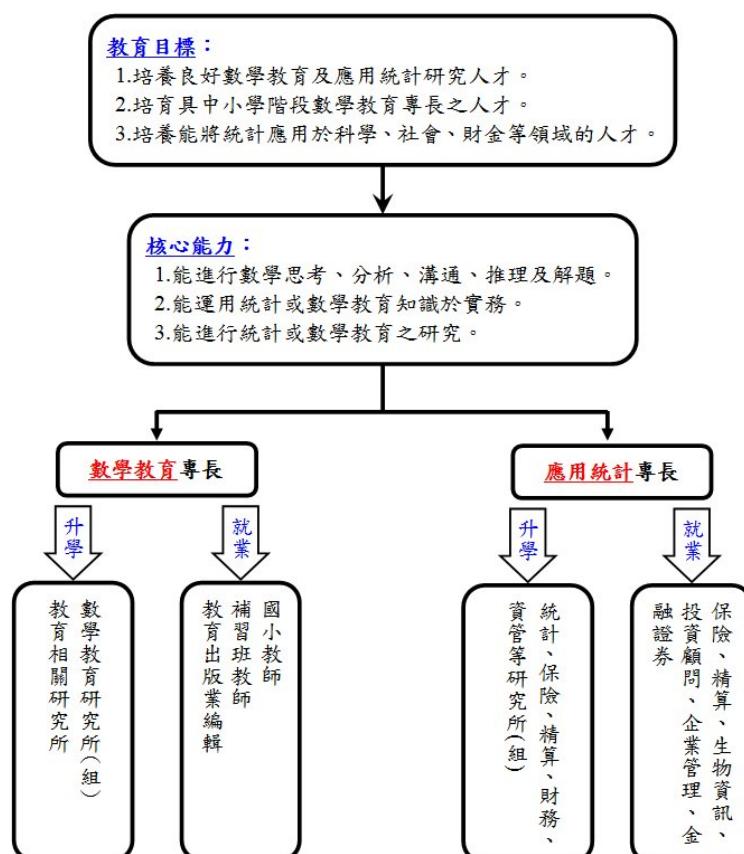 教育目標：
1.培養良好數學教育及應用統計研究人才。
2.培育具中小學階段數學教育專長之人才。
3.培養能將統計應用於科學、社會、財金等領域的人才。
核心能力：
1.能進行數學思考、分析、溝通、推理及解題。
2.能運用統計或數學教育知識於實務。
3.能進行統計或數學教育之研究。
數學教育專長
應用統計專長
升學
就業
升學
就業
數學教育研究所(組)
教育相關研究所
國小教師
補習班教師
教育出版業編輯
統計、保險、精算、財務、
資管等研究所(組)
保險、精算、生物資訊、
投資顧問、企業管理、金
融證券